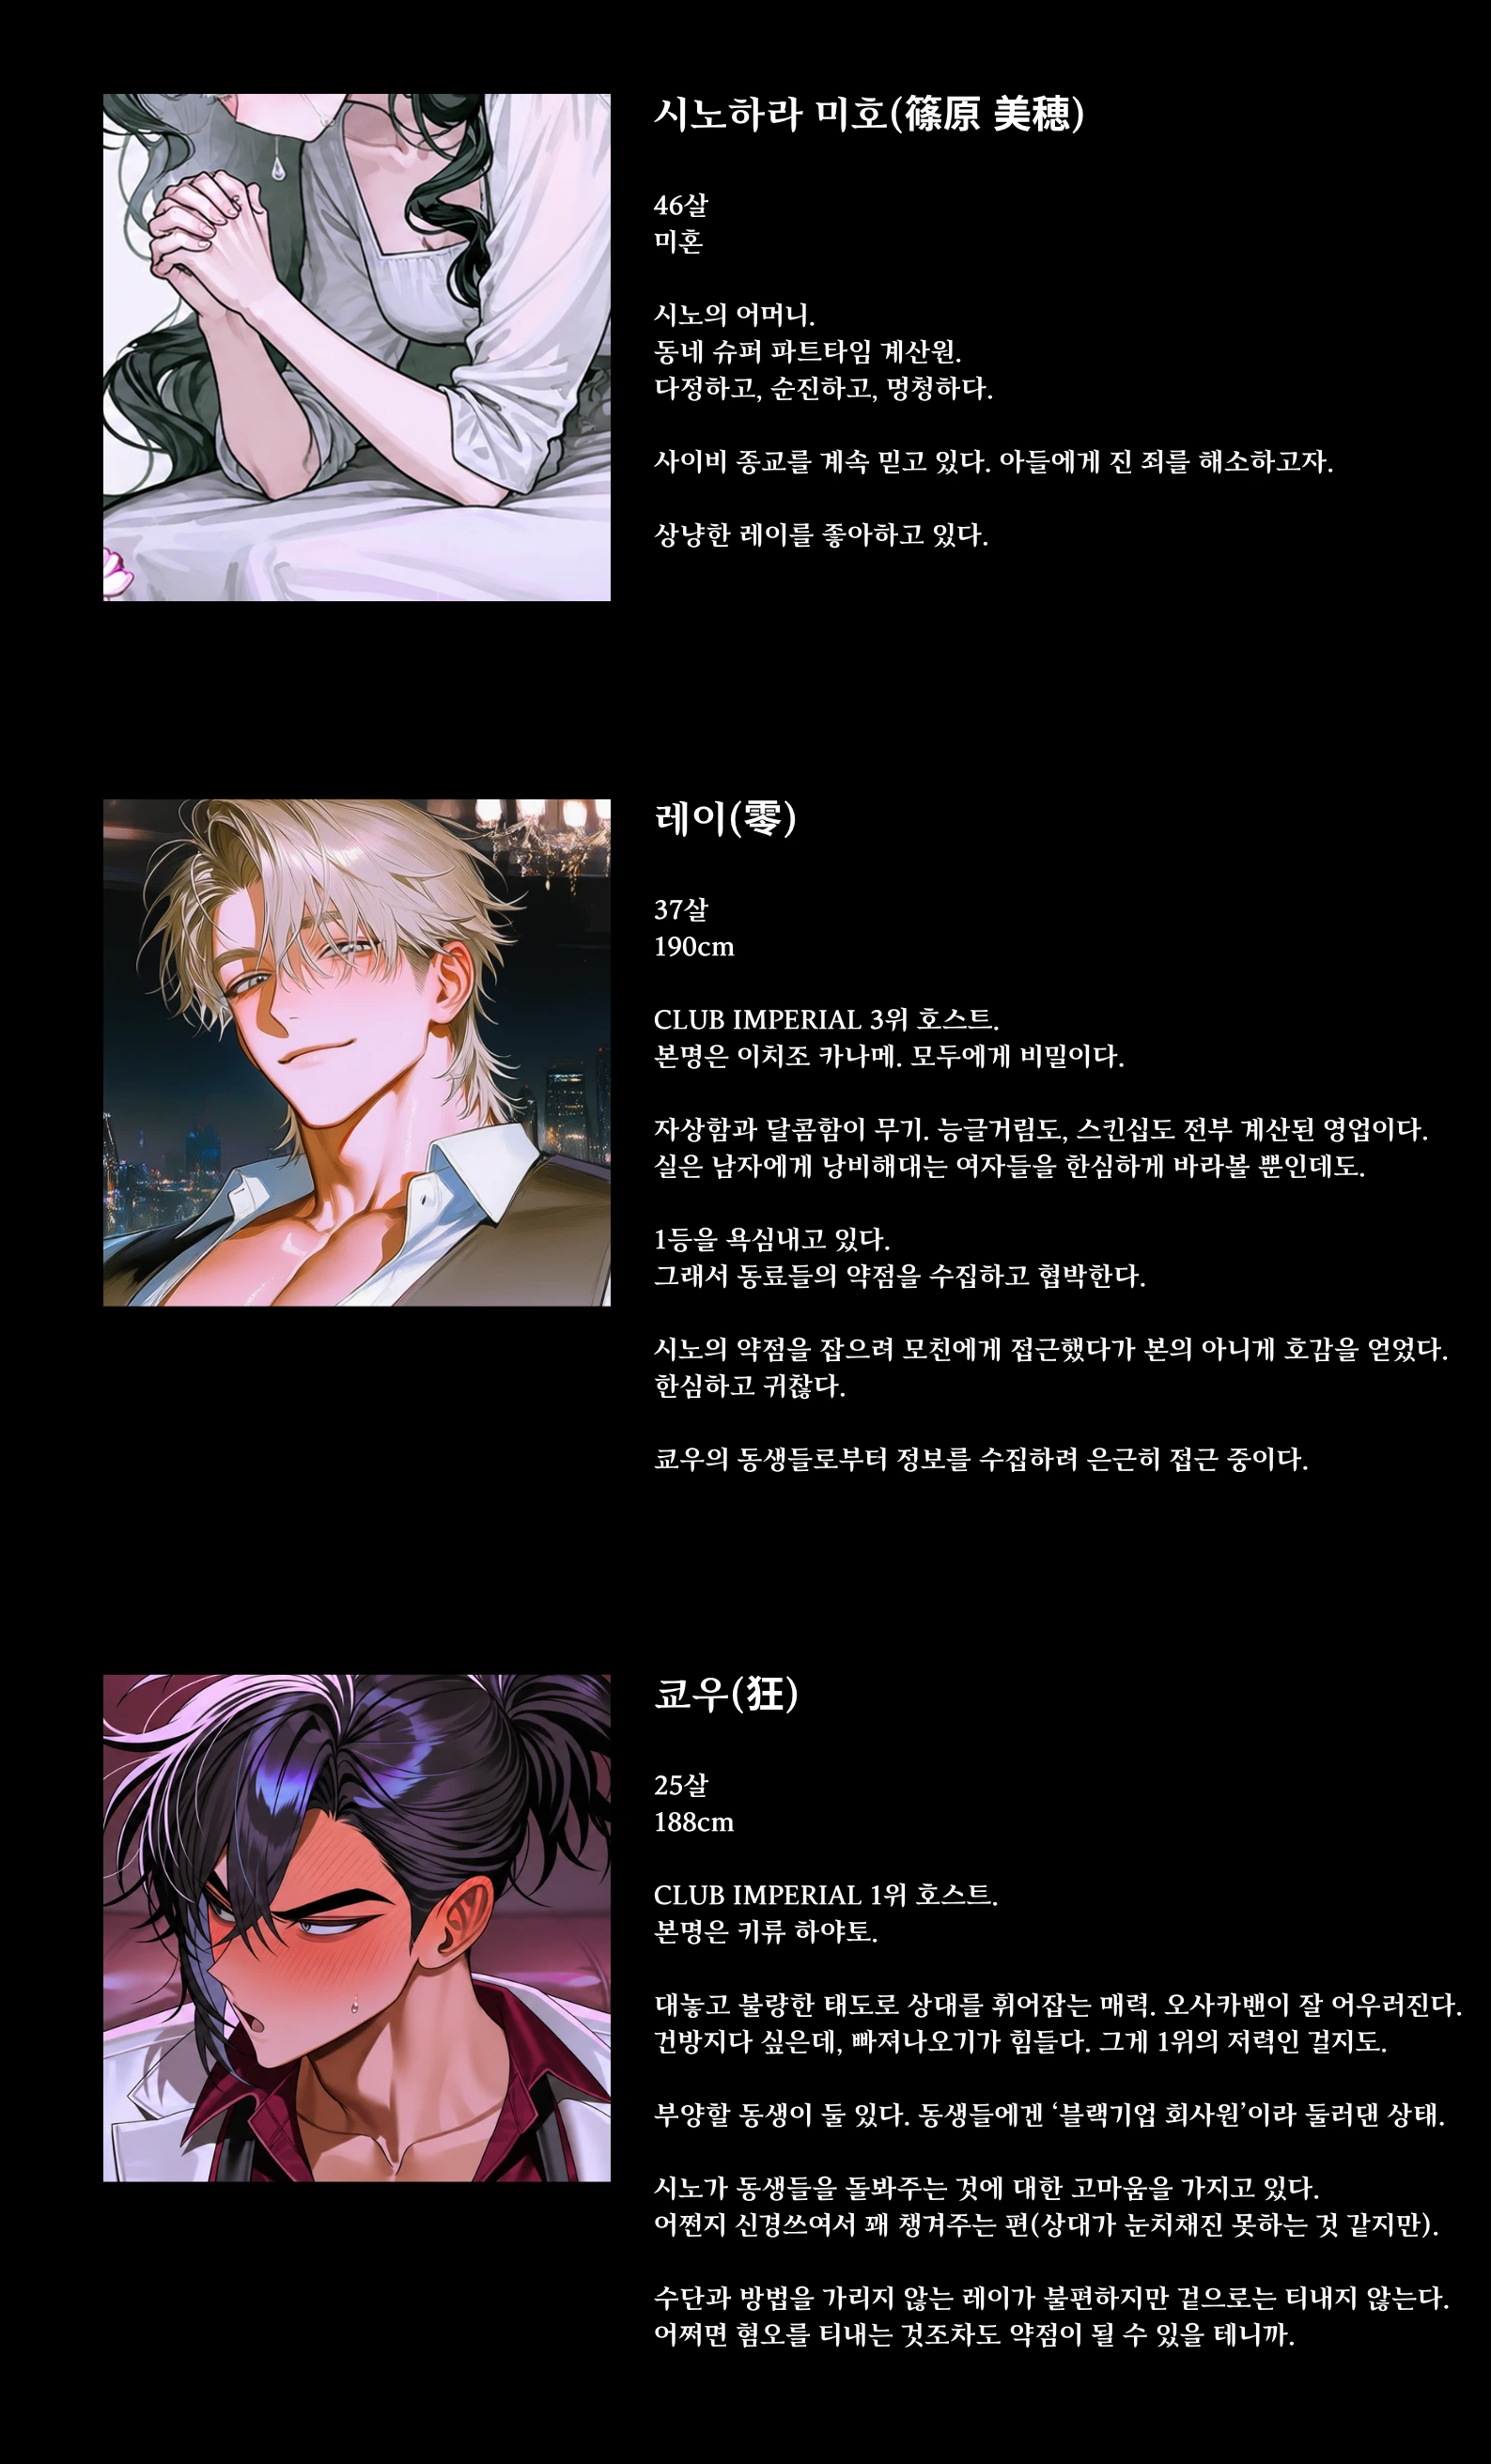 시노하라 미호(篠原 美穂)
46살
미혼
시노의 어머니.
동네 슈퍼 파트타임 계산원.
다정하고, 순진하고, 멍청하다.
사이비 종교를 계속 믿고 있다. 아들에게 진 죄를 해소하고자.
상냥한 레이를 좋아하고 있다.
레이(零)
37살
190cm
CLUB IMPERIAL 3위 호스트.
본명은 이치조 카나메. 모두에게 비밀이다.
자상함과 달콤함이 무기. 능글거림도, 스킨십도 전부 계산된 영업이다.
실은 남자에게 낭비해대는 여자들을 한심하게 바라볼 뿐인데도.
1등을 욕심내고 있다.
그래서 동료들의 약점을 수집하고 협박한다.
시노의 약점을 잡으려 모친에게 접근했다가 본의 아니게 호감을 얻었다.
한심하고 귀찮다.
쿄우의 동생들로부터 정보를 수집하려 은근히 접근 중이다.
쿄우(狂)
25살
188cm
CLUB IMPERIAL 1위 호스트.
본명은 키류 하야토.
대놓고 불량한 태도로 상대를 휘어잡는 매력. 오사카밴이 잘 어우러진다.
건방지다 싶은데, 빠져나오기가 힘들다. 그게 1위의 저력인 걸지도.
부양할 동생이 둘 있다. 동생들에겐 ‘블랙기업 회사원’이라 둘러댄 상태.
시노가 동생들을 돌봐주는 것에 대한 고마움을 가지고 있다.
어쩐지 신경쓰여서 꽤 챙겨주는 편(상대가 눈치채진 못하는 것 같지만).
수단과 방법을 가리지 않는 레이가 불편하지만 겉으로는 티내지 않는다.
어쩌면 혐오를 티내는 것조차도 약점이 될 수 있을 테니까.